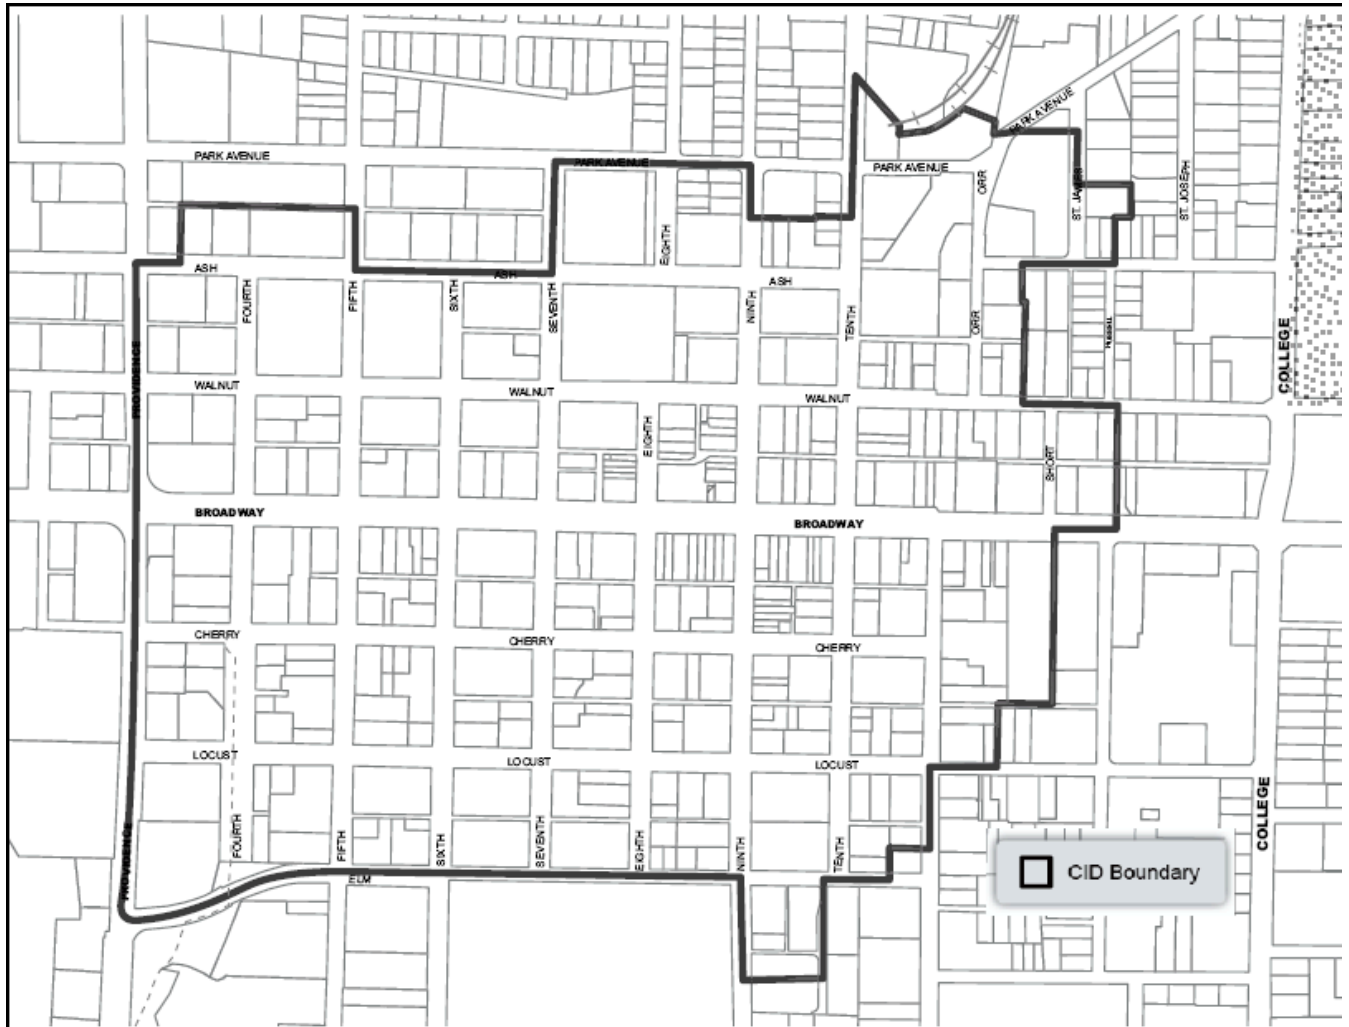 PARK AVENUE
PARK AVENUE
PARK AVENUE
PARK AVENUE
ORR
ST. JAMES
ST. JOSEPH
EIGHTH
ASH
ASH
ASH
FOURTH
FIFTH
SIXTH
SEVENTH
NINTH
TENTH
ORR
RUSSELL
COLLEGE
PROVIDENCE
WALNUT
WALNUT
WALNUT
EIGHTH
SHORT
BROADWAY
BROADWAY
CHERRY
CHERRY
CHERRY
LOCUST
LOCUST
LOCUST
PROVIDENCE
FOURTH
FIFTH
SIXTH
SEVENTH
EIGHTH
NINTH
TENTH
COLLEGE
ELM
CID Boundary